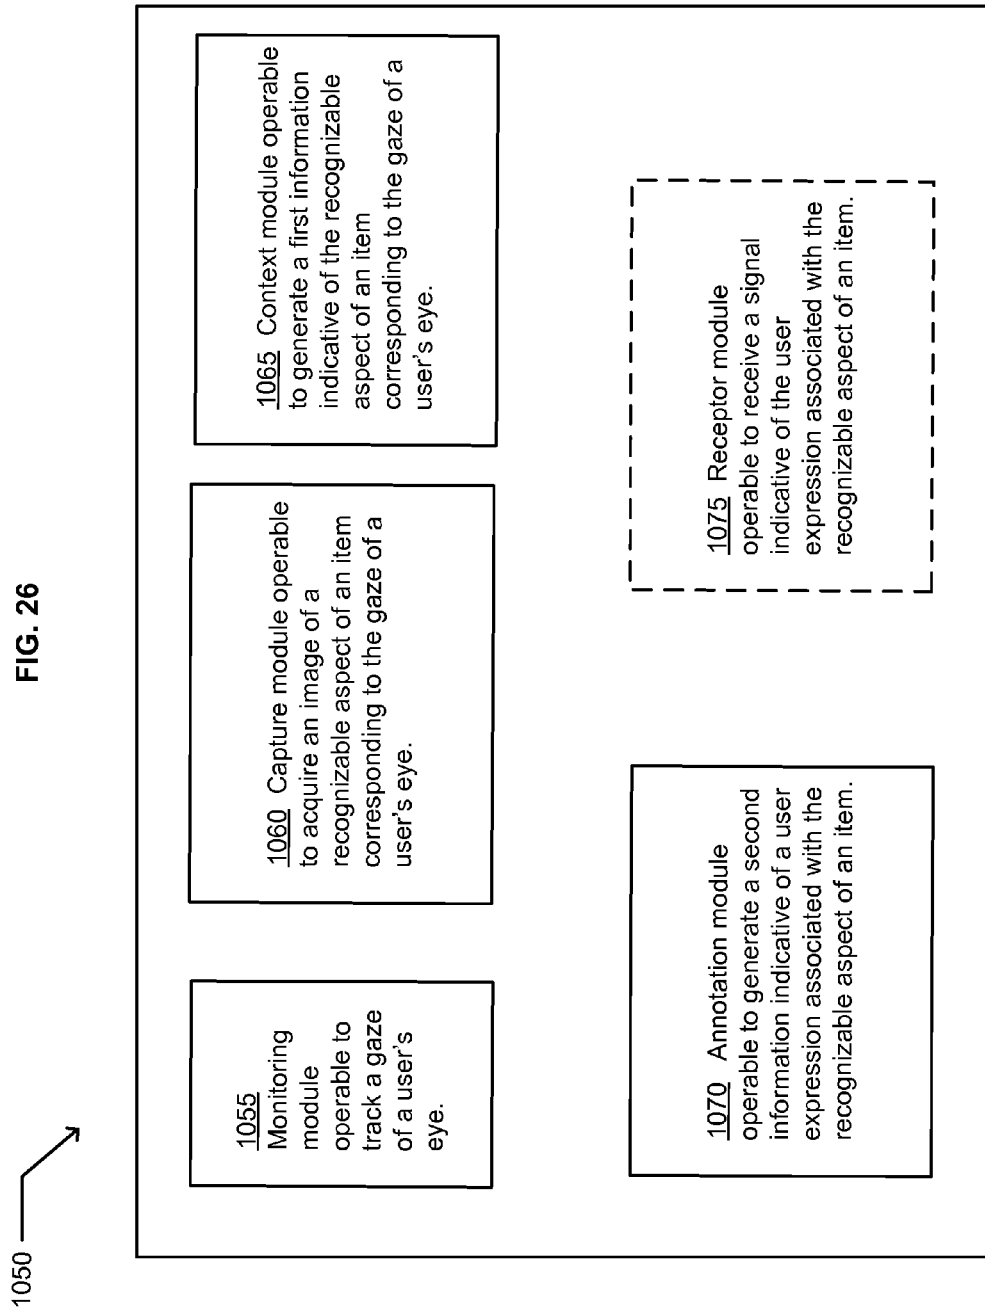 FIG. 26
1050
1055
Monitoring
module
operable to
track a gaze
of a user's
eye.
1060 Capture module operable
to acquire an image of a
recognizable aspect of an item
corresponding to the gaze of a
user's eye.
1065 Context module operable
to generate a first information
indicative of the recognizable
aspect of an item
corresponding to the gaze of a
user's eye.
1070 Annotation module
operable to generate a second
information indicative of a user
expression associated with the
recognizable aspect of an item.
1075 Receptor module
operable to receive a signal
indicative of the user
expression associated with the
recognizable aspect of an item.